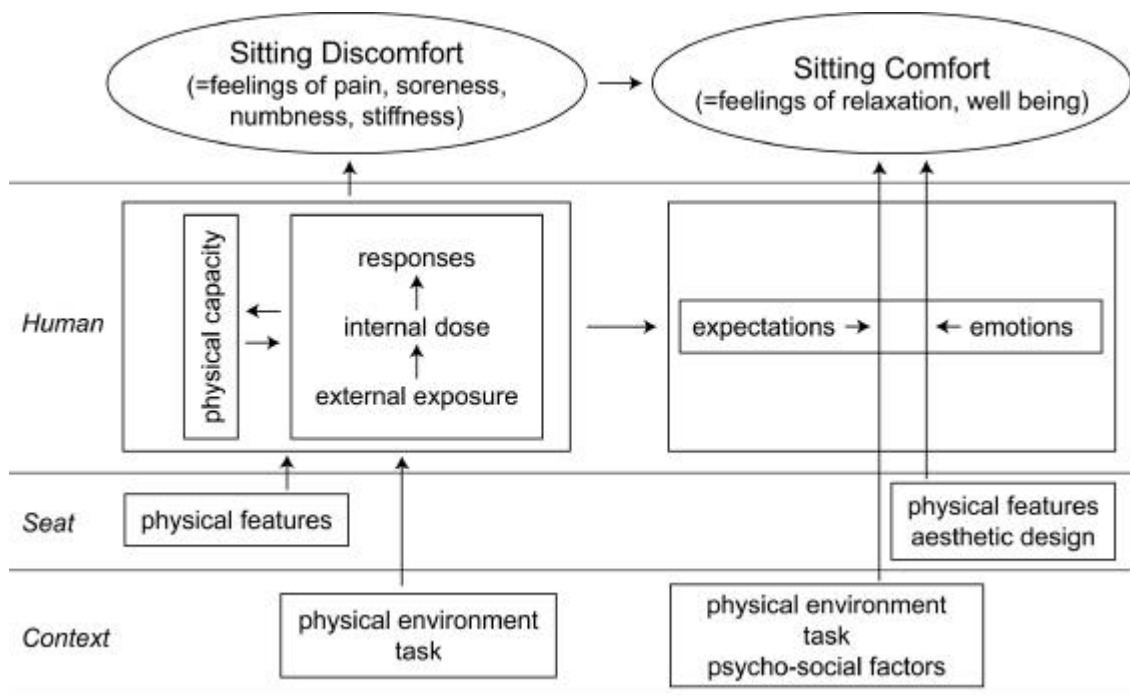 Sitting Discomfort
(=feelings of pain, soreness,
numbness, stiffness)
Sitting Comfort
(=feelings of relaxation, well being)
Human
physical capacity
responses
internal dose
external exposure
expectations
emotions
Seat
physical features
physical features
aesthetic design
Context
physical environment
task
physical environment
task
psycho-social factors